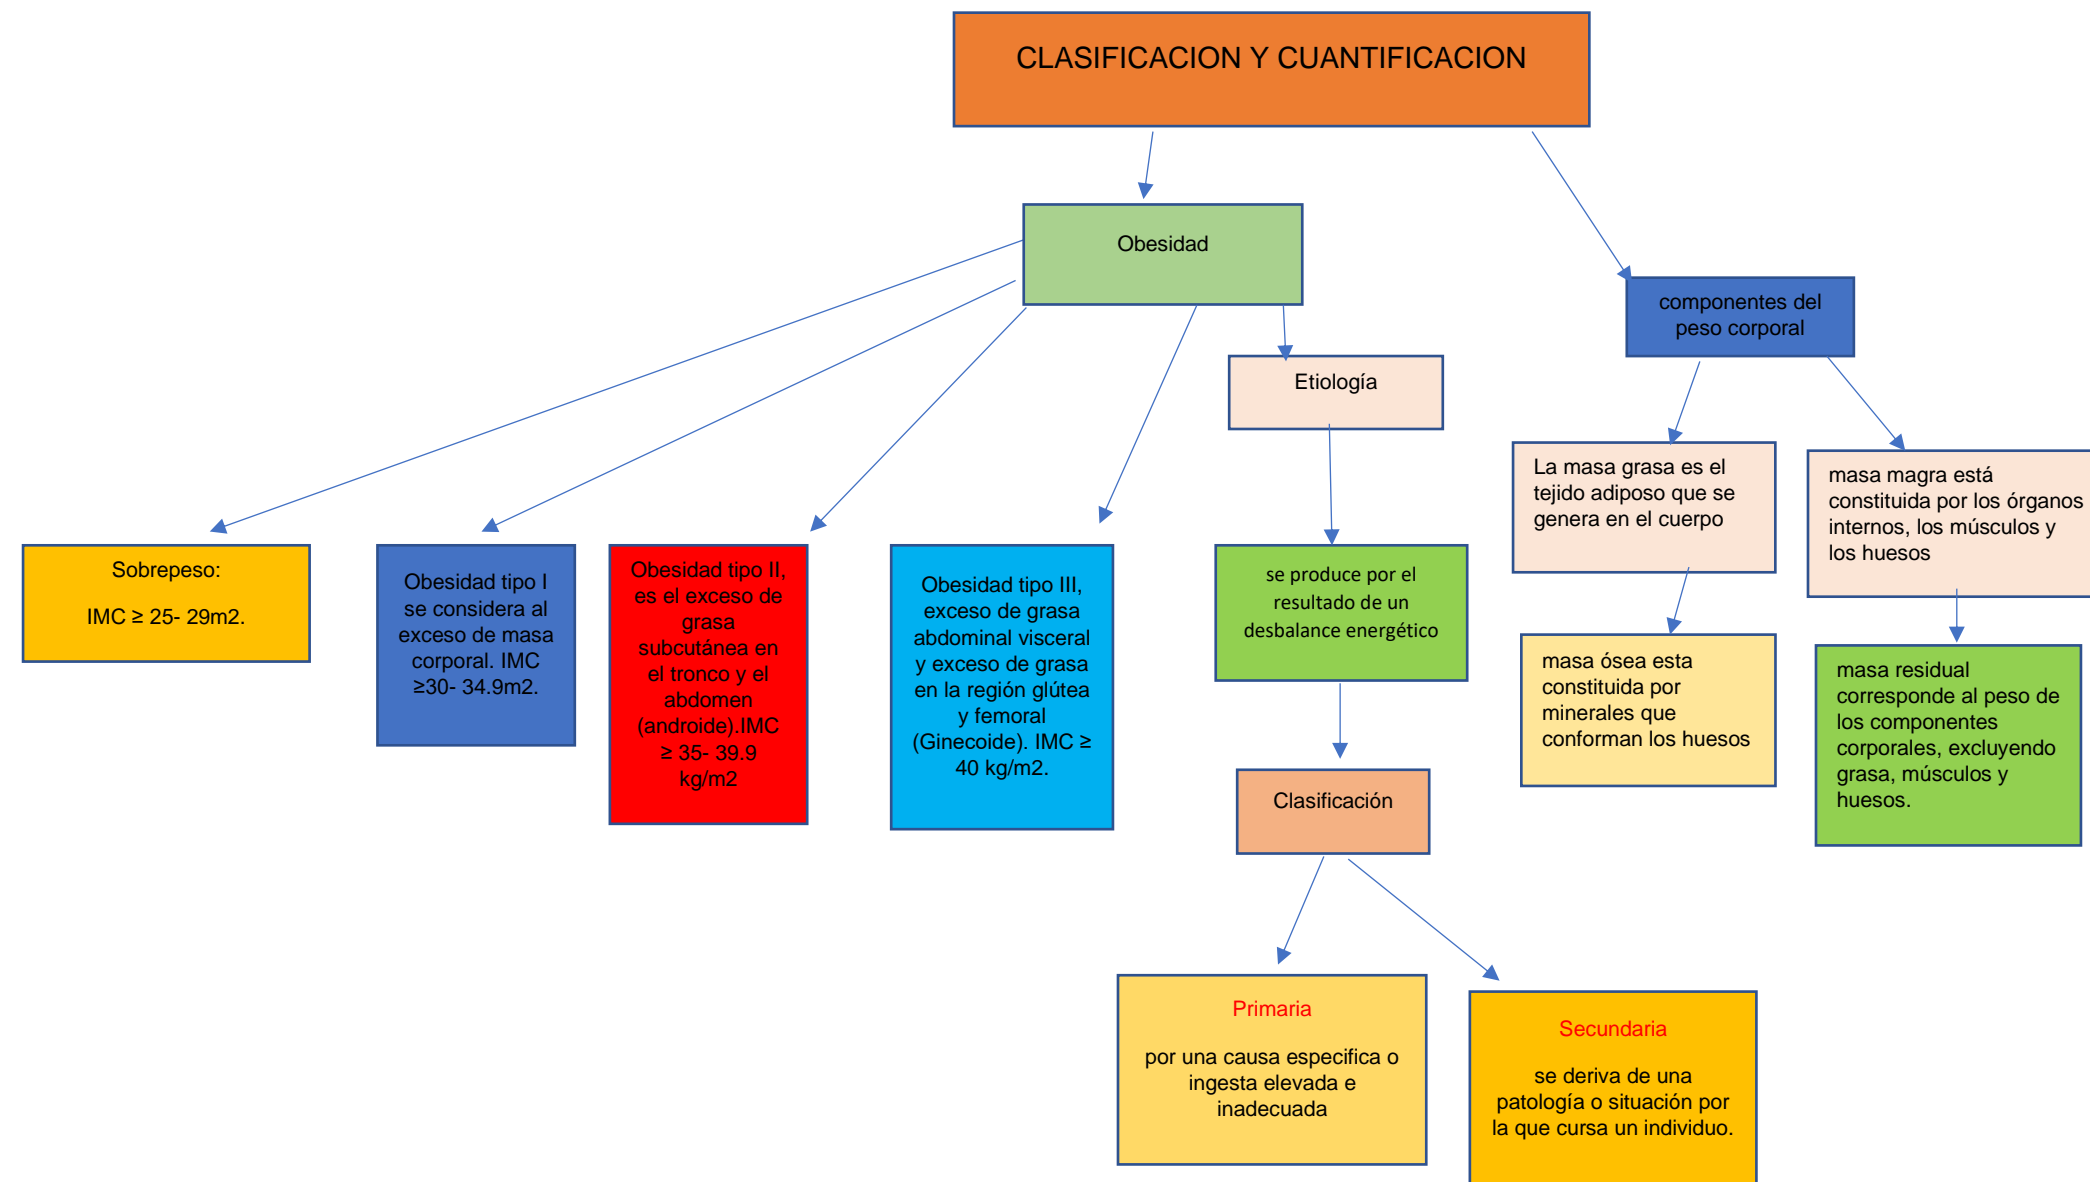 CLASIFICACION Y CUANTIFICACION
Obesidad
componentes del
peso corporal
Etiología
La masa grasa es el
tejido adiposo que se
genera en el cuerpo
masa magra está
constituida por los órganos
internos, los músculos y
los huesos
Sobrepeso:
IMC ≥ 25- 29m2.
Obesidad tipo I
se considera al
exceso de masa
corporal. IMC
≥30- 34.9m2.
Obesidad tipo II,
es el exceso de
grasa
subcutánea en
el tronco y el
abdomen
(androide).IMC
≥ 35- 39.9
kg/m2
Obesidad tipo III,
exceso de grasa
abdominal visceral
y exceso de grasa
en la región glútea
y femoral
(Ginecoide). IMC ≥
40 kg/m2.
se produce por el
resultado de un
desbalance energético
masa ósea esta
constituida por
minerales que
conforman los huesos
masa residual
corresponde al peso de
los componentes
corporales, excluyendo
grasa, músculos y
huesos.
Clasificación
Primaria
por una causa especifica o
ingesta elevada e
inadecuada
Secundaria
se deriva de una
patología o situación por
la que cursa un individuo.